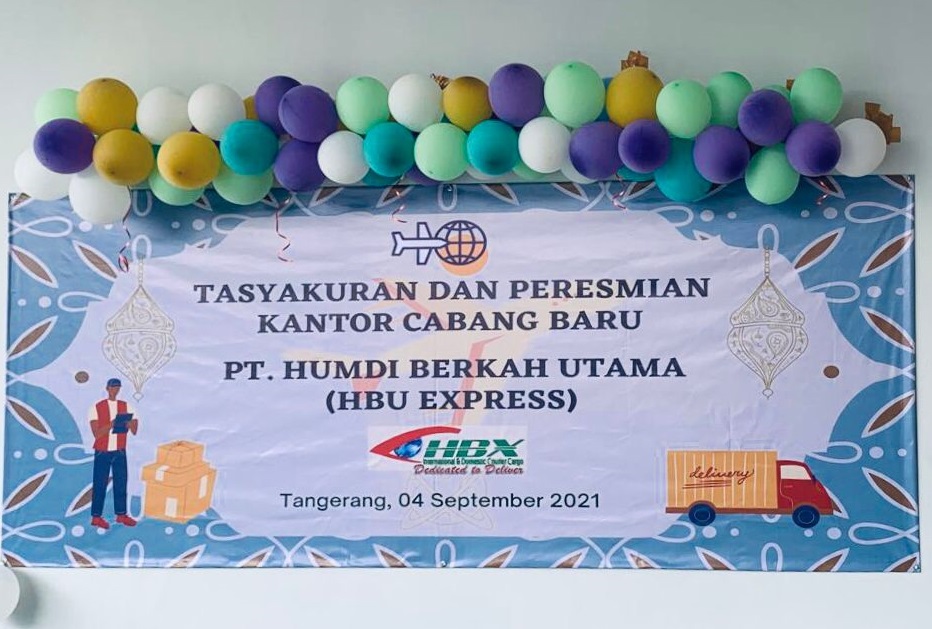 TASYAKURAN DAN PERESMIAN
KANTOR CABANG BARU
PT. HUMDI BERKAH UTAMA
(HBU EXPRESS)
HBX
International & Domestic Courier Cargo
Dedicated to Deliver
Tangerang, 04 September 2021
delivery